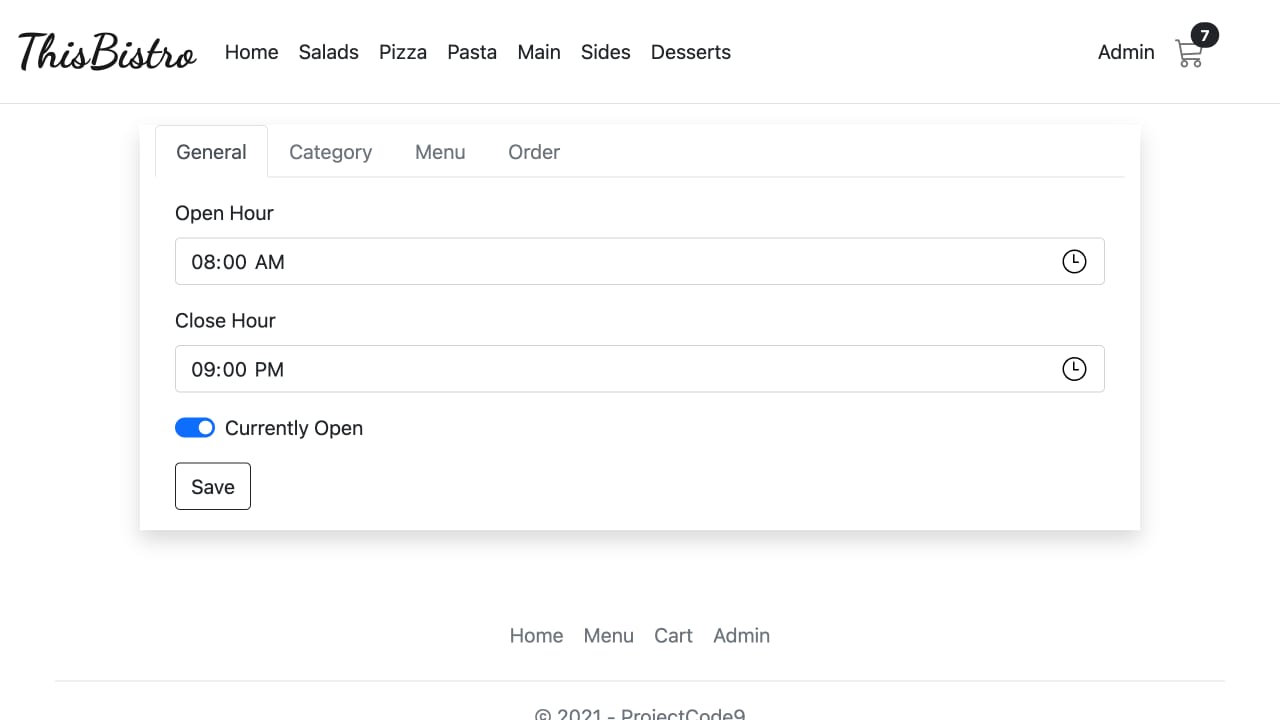 ThisBistro Home Salads Pizza Pasta Main Sides Desserts Admin 7
General Category Menu Order
Open Hour
08:00 AM
Close Hour
09:00 PM
Currently Open
Save
Home Menu Cart Admin
© 2021 - ProjectCode9